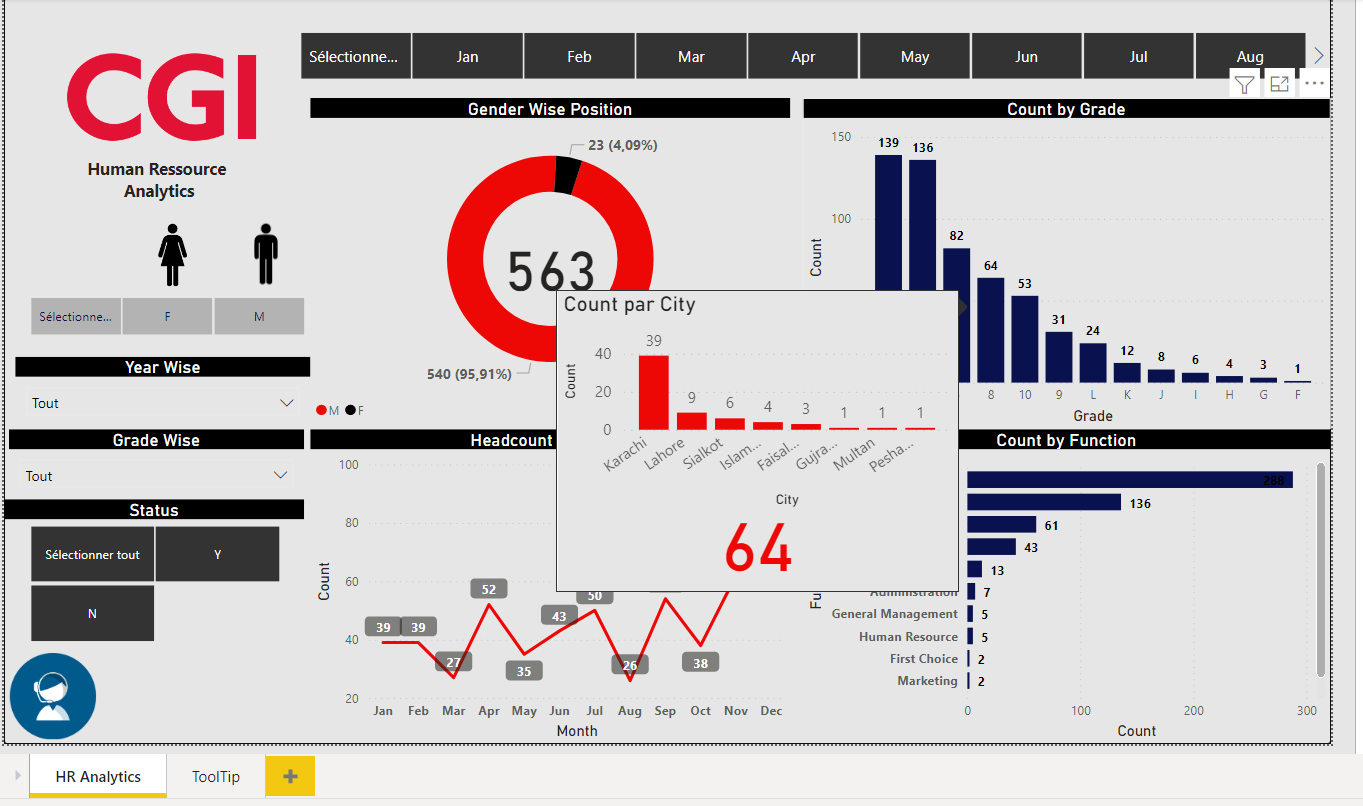 CGI
Human Ressource
Analytics
Sélectionne...
F
M
Year Wise
Tout
Grade Wise
Tout
Status
Sélectionner tout
Y
N
Sélectionne...
Jan
Feb
Mar
Apr
May
Jun
Jul
Aug
Gender Wise Position
23 (4,09%)
563
540 (95,91%)
M
F
Count by Grade
150
100
Count
139
136
82
64
53
31
24
12
8
6
4
3
1
8
10
9
L
K
J
I
H
G
F
Grade
Count par City
40
20
0
Count
39
9
6
4
3
1
1
1
Karachi
Lahore
Sialkot
Islam...
Faisal...
Gujra...
Multan
Pesha...
City
64
Headcount
100
80
60
40
20
Count
39
39
27
52
35
43
50
26
38
Jan
Feb
Mar
Apr
May
Jun
Jul
Aug
Sep
Oct
Nov
Dec
Month
Count by Function
288
136
61
43
13
Administration
7
General Management
5
Human Resource
5
First Choice
2
Marketing
2
Fu
0
100
200
300
Count
HR Analytics
ToolTip